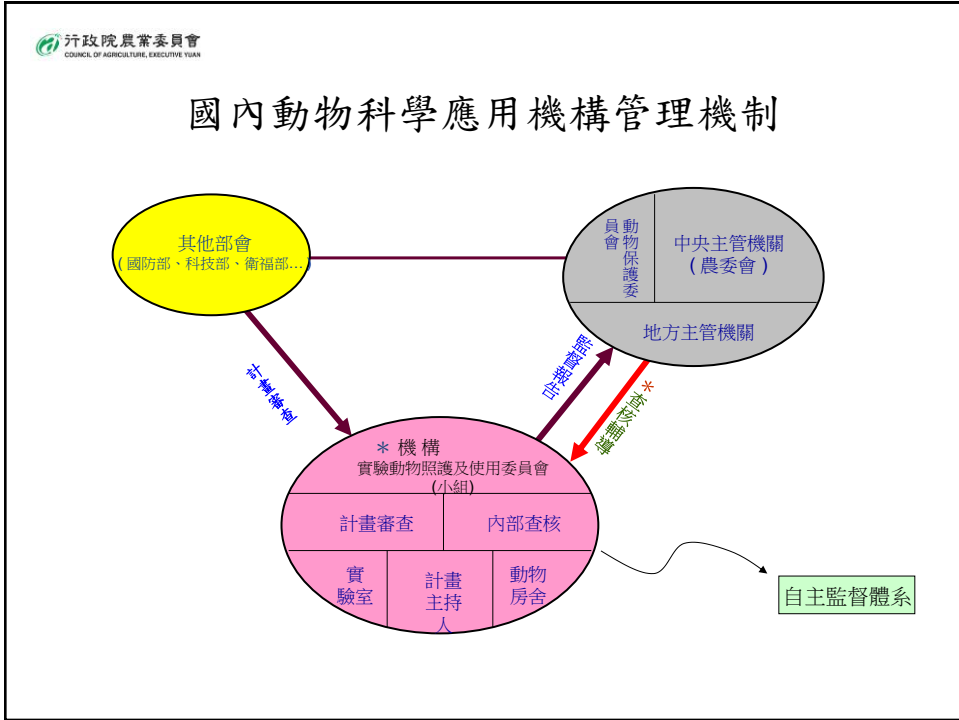 行政院農業委員會
COUNCIL OF AGRICULTURE, EXECUTIVE YUAN
國內動物科學應用機構管理機制
其他部會
(國防部、科技部、衛福部...)
動物保護委
員會
中央主管機關
(農委會)
地方主管機關
計畫審查
監督報告
*查核輔導
*機構
實驗動物照護及使用委員會
(小組)
計畫審查
內部查核
實
驗室
計畫
主持
人
動物
房舍
自主監督體系